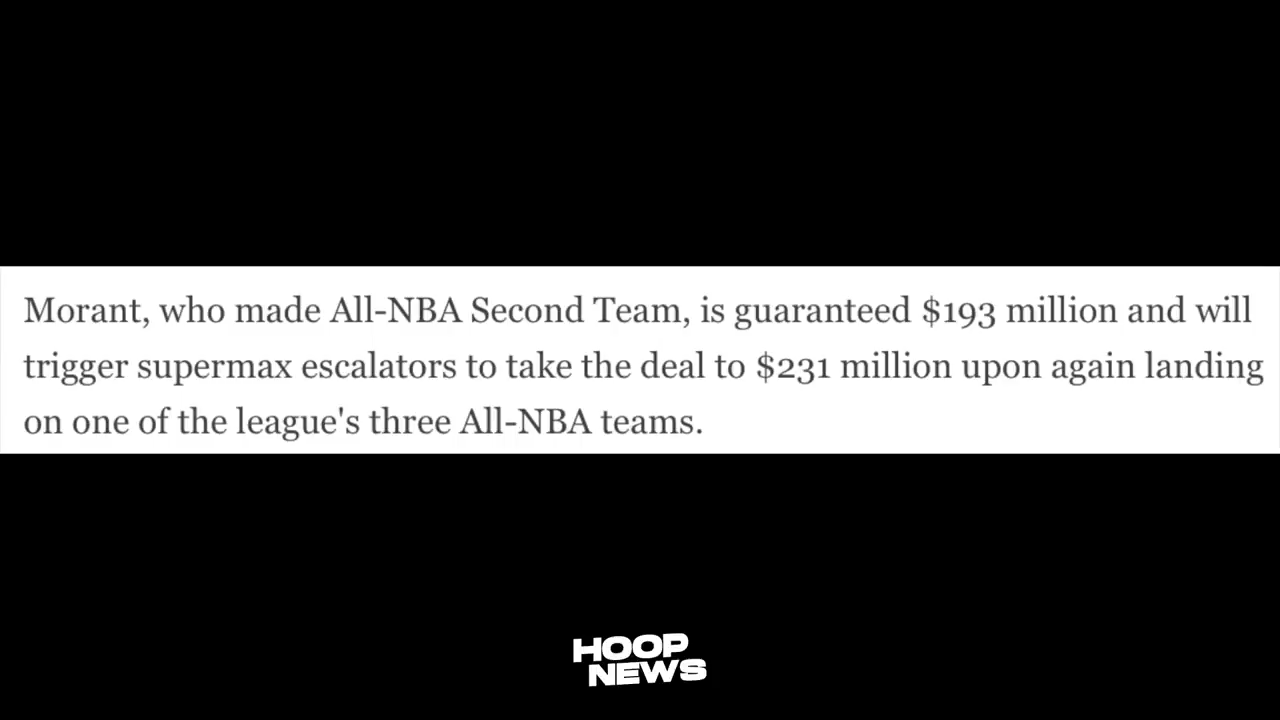 Morant, who made All-NBA Second Team, is guaranteed $193 million and will
trigger supermax escalators to take the deal to $231 million upon again landing
on one of the league's three All-NBA teams.
HOOP
NEWS